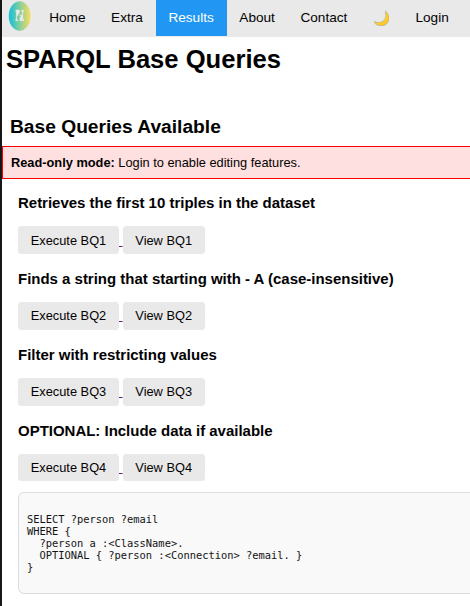 Home Extra Results About Contact Login
SPARQL Base Queries
Base Queries Available
Read-only mode: Login to enable editing features.
Retrieves the first 10 triples in the dataset
Execute BQ1 View BQ1
Finds a string that starting with - A (case-insensitive)
Execute BQ2 View BQ2
Filter with restricting values
Execute BQ3 View BQ3
OPTIONAL: Include data if available
Execute BQ4 View BQ4
SELECT ?person ?email
WHERE {
  ?person a :<ClassName>.
  OPTIONAL { ?person :<Connection> ?email. }
}